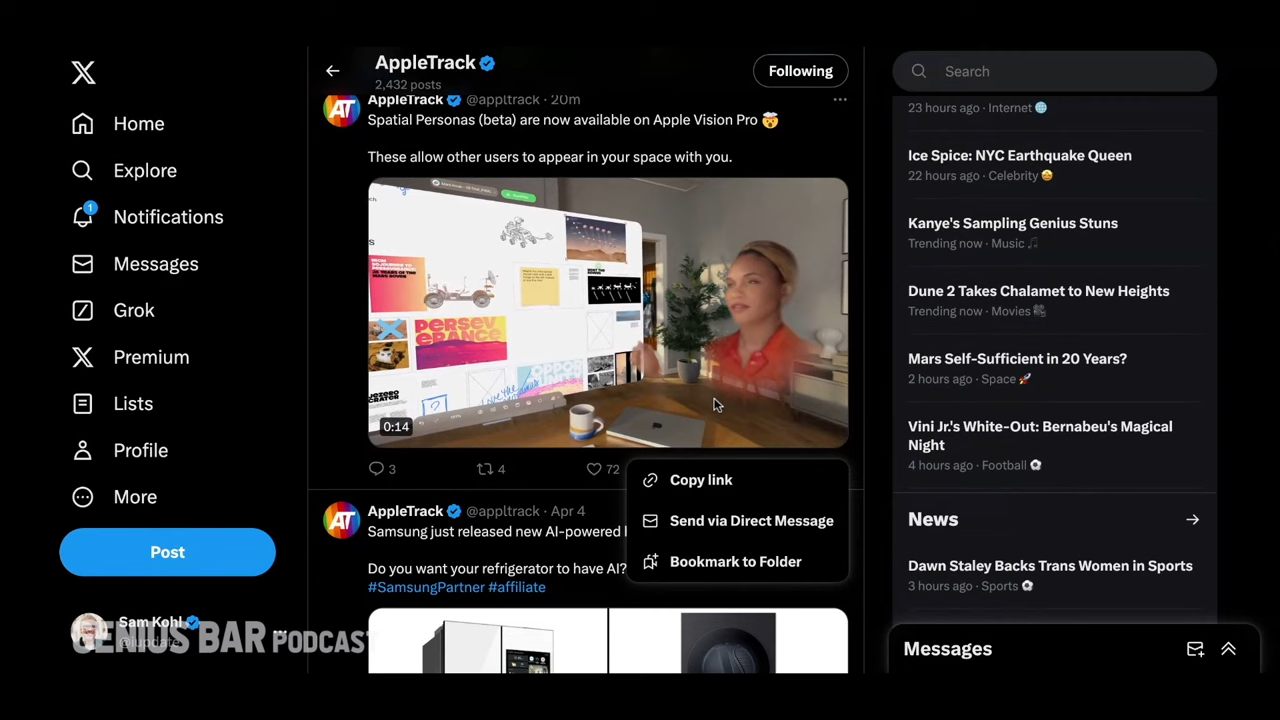 Home
Explore
1
Notifications
Messages
Grok
Premium
Lists
Profile
More
Post
Sam Kohl
@iupdate
GENIUS BAR PODCAST
AppleTrack
2,432 posts
Following
AppleTrack @appltrack · 20m
Spatial Personas (beta) are now available on Apple Vision Pro 🤯
These allow other users to appear in your space with you.
PERSEV
ERANCE
0:14
3
4
72
Copy link
Send via Direct Message
Bookmark to Folder
AT
AppleTrack @appltrack · Apr 4
Samsung just released new AI-powered
Do you want your refrigerator to have AI?
#SamsungPartner #affiliate
Search
23 hours ago · Internet 🌐
Ice Spice: NYC Earthquake Queen
22 hours ago · Celebrity 🤩
Kanye's Sampling Genius Stuns
Trending now · Music 🎵
Dune 2 Takes Chalamet to New Heights
Trending now · Movies 🎥
Mars Self-Sufficient in 20 Years?
2 hours ago · Space 🚀
Vini Jr.'s White-Out: Bernabeu's Magical
Night
4 hours ago · Football ⚽
News
Dawn Staley Backs Trans Women in Sports
3 hours ago · Sports ⚽
Messages